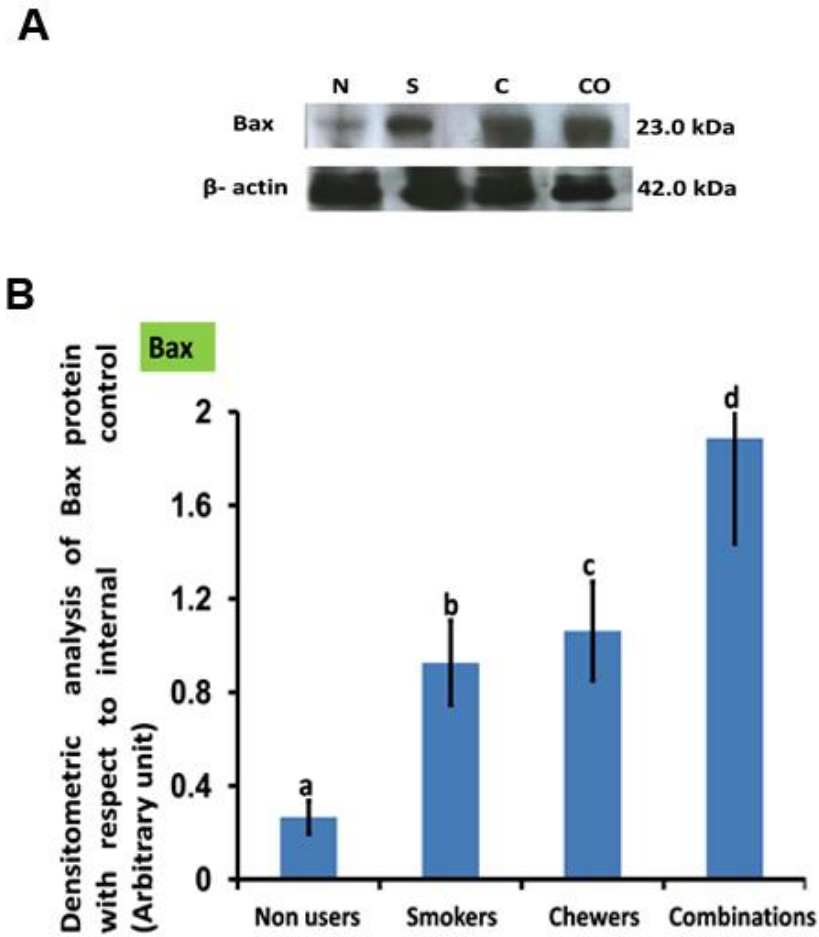 A
N S C CO
Bax 23.0 kDa
β- actin 42.0 kDa
B
Bax
Densitometric analysis of Bax protein
with respect to internal control
(Arbitrary unit)
2
1.6
1.2
0.8
0.4
0
a
b
c
d
Non users Smokers Chewers Combinations